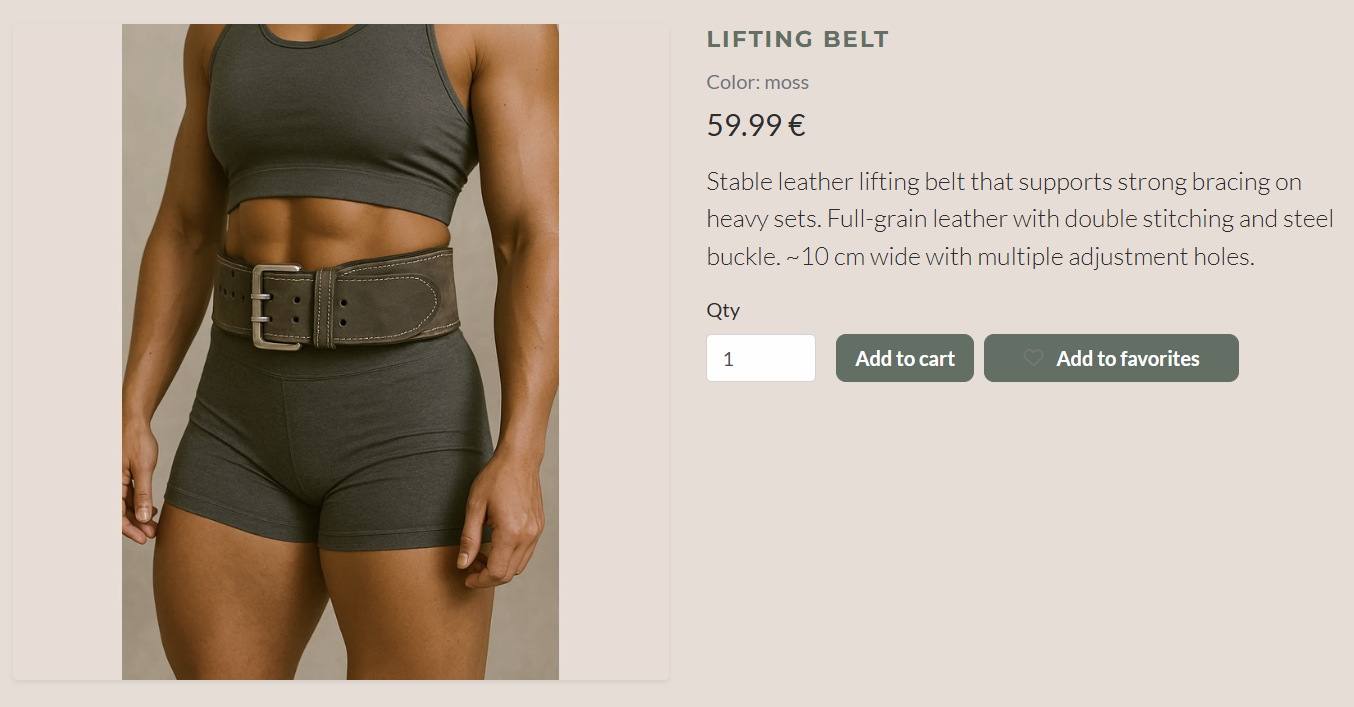 LIFTING BELT
Color: moss
59.99 €
Stable leather lifting belt that supports strong bracing on
heavy sets. Full-grain leather with double stitching and steel
buckle. ~10 cm wide with multiple adjustment holes.
Qty
1
Add to cart
Add to favorites